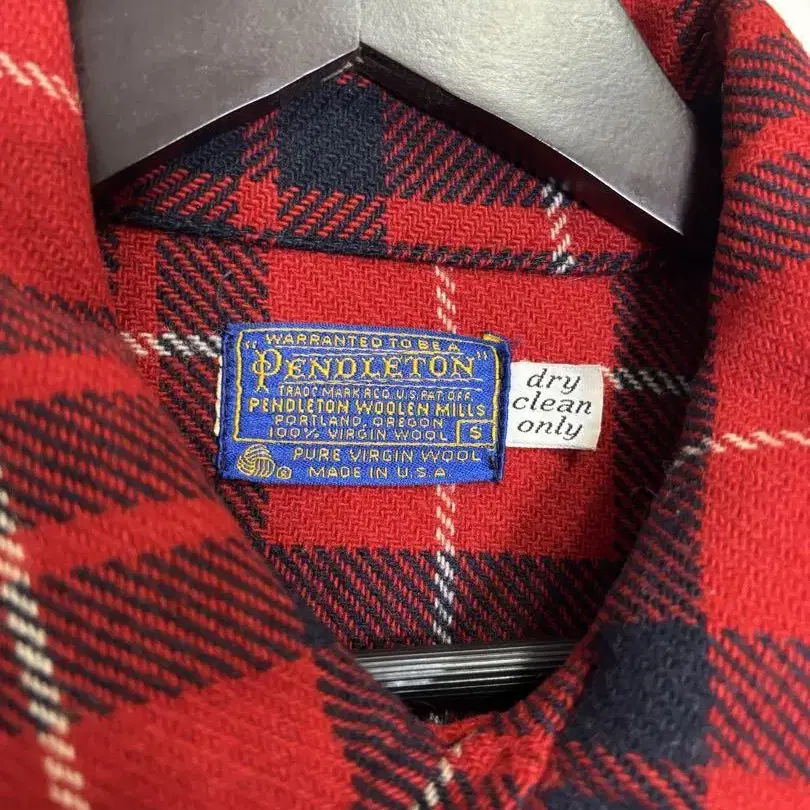 "WARRANTED TO BE A
PENDLETON"
TRADE MARK REG. U.S. PAT. OFF.
PENDLETON WOOLEN MILLS
PORTLAND, OREGON
100% VIRGIN WOOL S
® PURE VIRGIN WOOL
MADE IN U.S.A
dry
clean
only